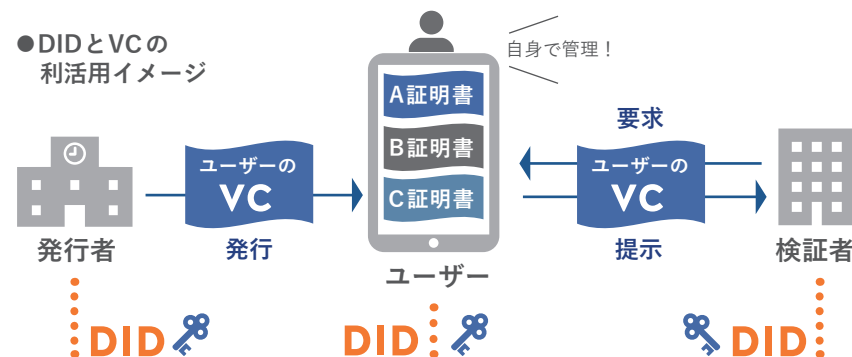 ●DIDとVCの
利活用イメージ
自身で管理！
A証明書
B証明書
C証明書
ユーザーの
VC
発行
要求
ユーザーの
VC
提示
発行者
ユーザー
検証者
DID
DID
DID